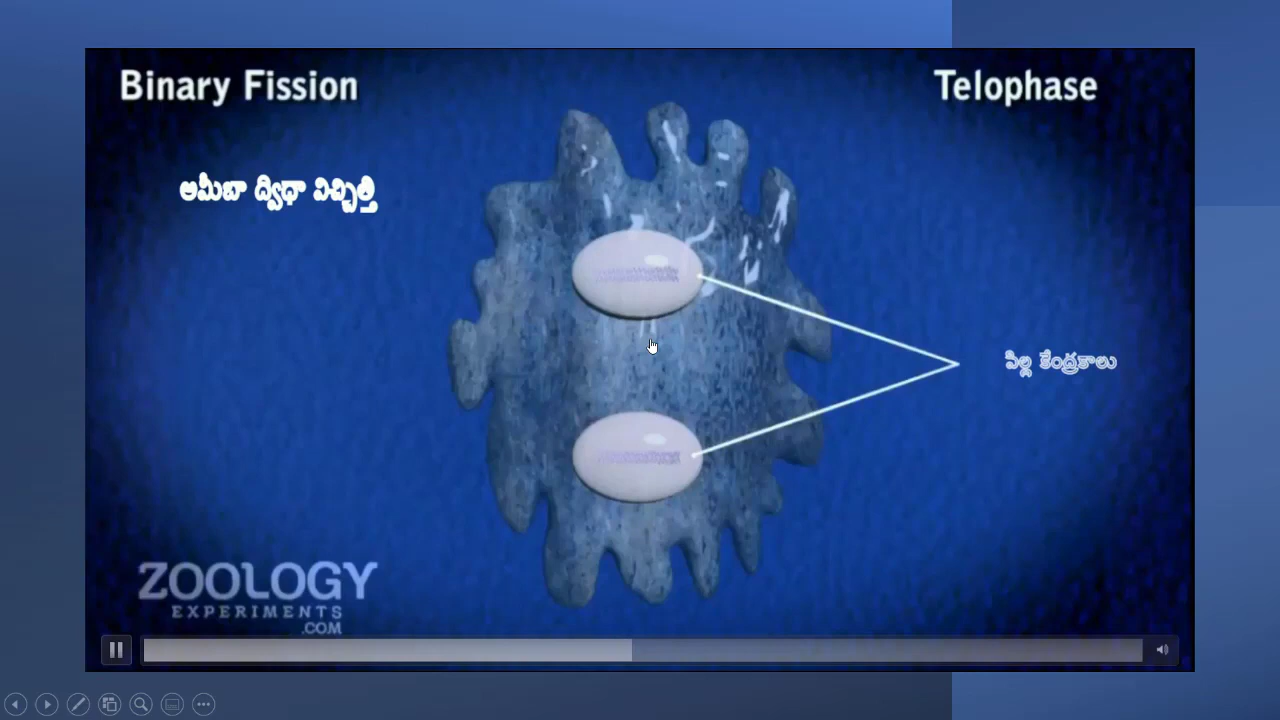 Binary Fission
Telophase
అమీబా ద్విధా విచ్ఛిత్తి
పిల్ల కేంద్రకాలు
ZOOLOGY
EXPERIMENTS
.COM